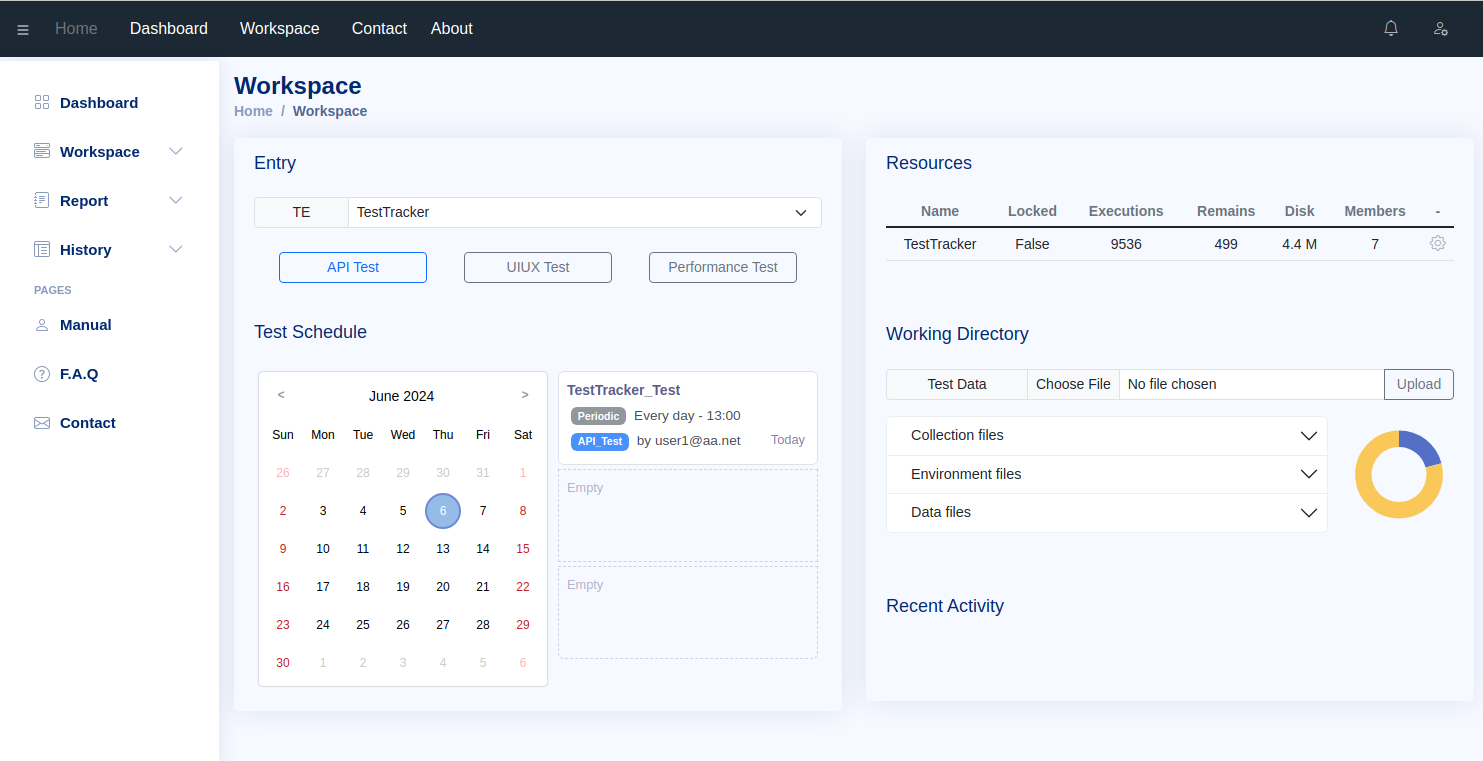 Home Dashboard Workspace Contact About
Dashboard
Workspace
Report
History
PAGES
Manual
F.A.Q
Contact
Workspace
Home / Workspace
Entry
TE TestTracker
API Test UIUX Test Performance Test
Test Schedule
< June 2024 >
Sun Mon Tue Wed Thu Fri Sat
26 27 28 29 30 31 1
2 3 4 5 6 7 8
9 10 11 12 13 14 15
16 17 18 19 20 21 22
23 24 25 26 27 28 29
30 1 2 3 4 5 6
TestTracker_Test
Periodic Every day - 13:00
API_Test by user1@aa.net Today
Empty
Empty
Resources
Name Locked Executions Remains Disk Members -
TestTracker False 9536 499 4.4 M 7
Working Directory
Test Data Choose File No file chosen Upload
Collection files
Environment files
Data files
Recent Activity